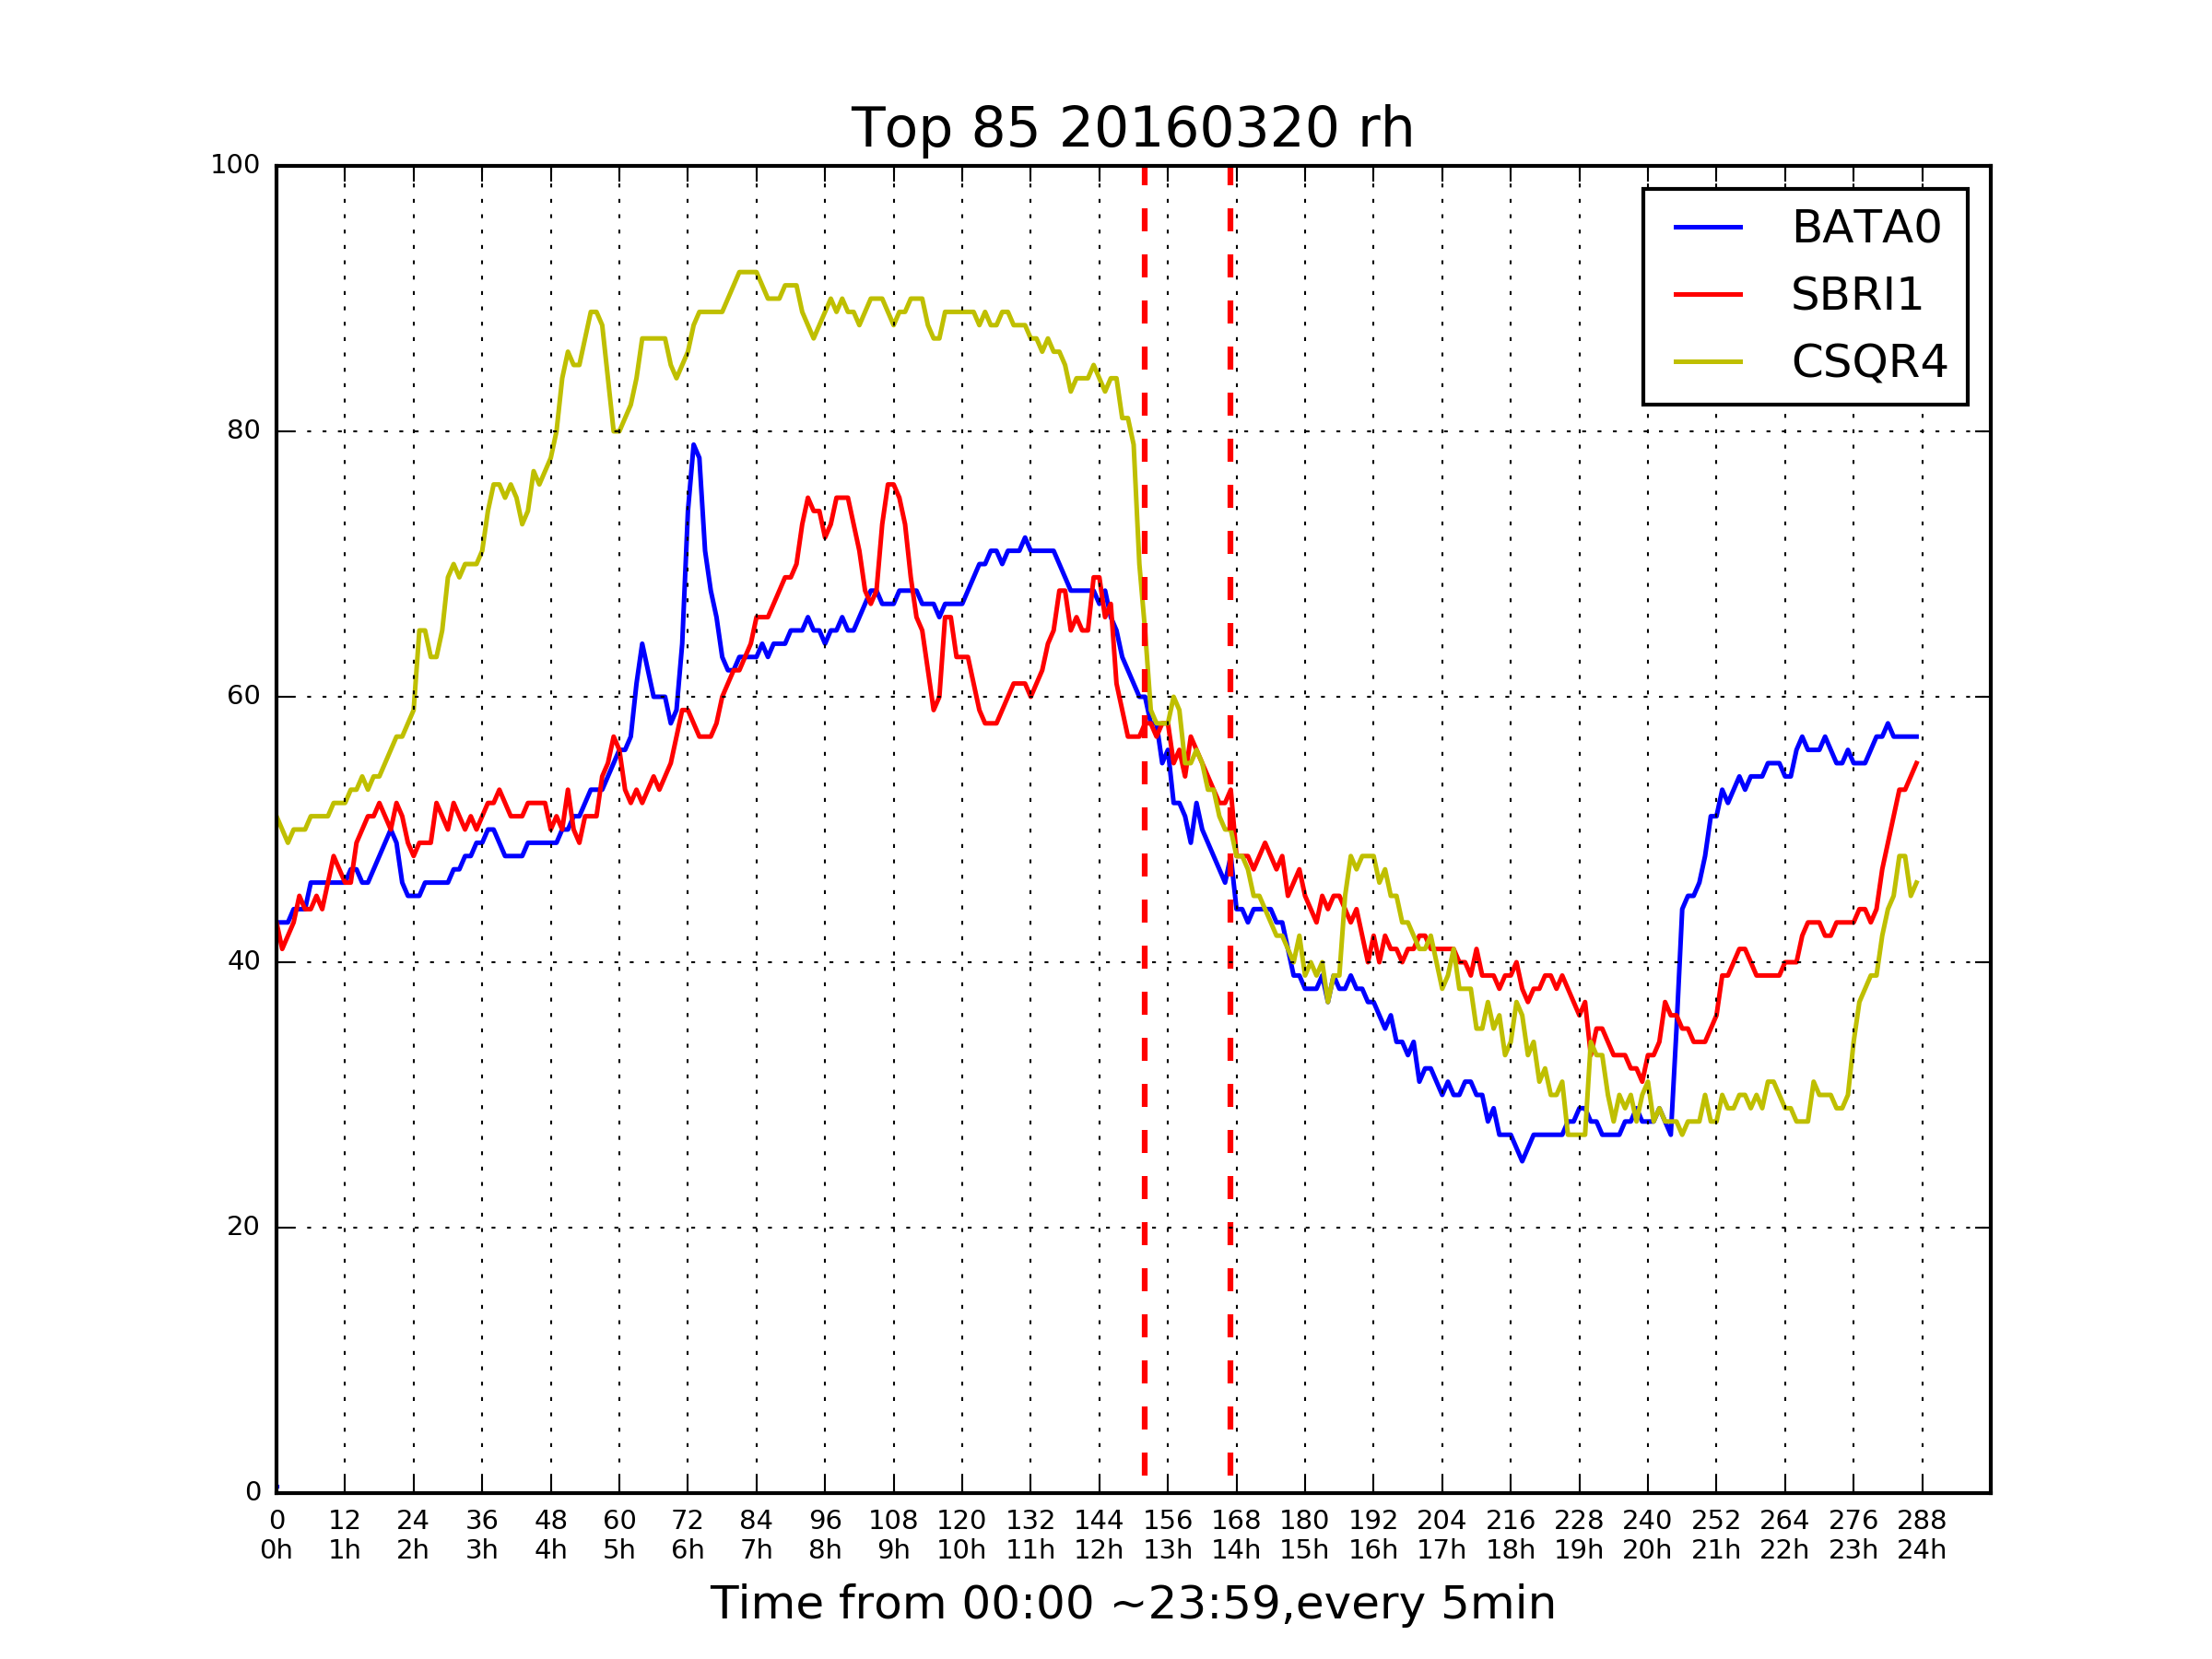 Top 85 20160320 rh
100
80
60
40
20
0
BATA0
SBRI1
CSQR4
0 12 24 36 48 60 72 84 96 108 120 132 144 156 168 180 192 204 216 228 240 252 264 276 288
0h 1h 2h 3h 4h 5h 6h 7h 8h 9h 10h 11h 12h 13h 14h 15h 16h 17h 18h 19h 20h 21h 22h 23h 24h
Time from 00:00 ~23:59,every 5min